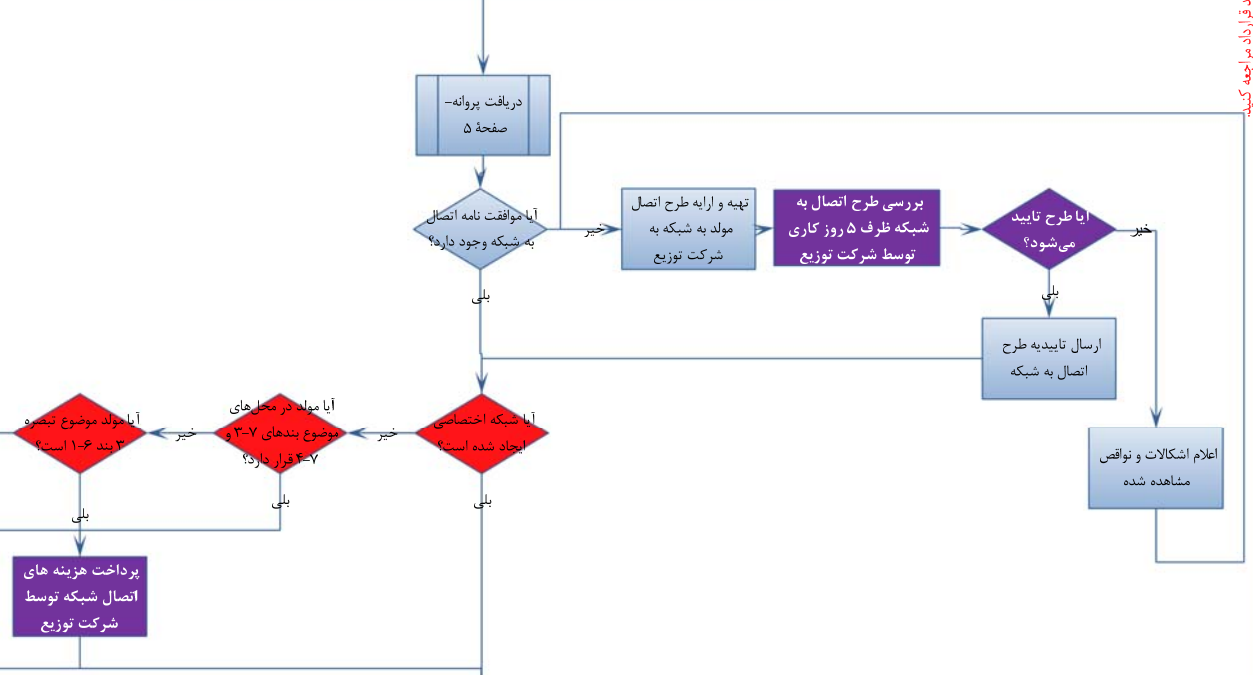 د قرارداد مراجعه کنید.
دریافت پروانه-
صفحهٔ ۵
آیا موافقت نامه اتصال
به شبکه وجود دارد؟
خیر
تهیه و ارایه طرح اتصال
مولد به شبکه به
شرکت توزیع
بررسی طرح اتصال به
شبکه ظرف ۵ روز کاری
توسط شرکت توزیع
آیا طرح تایید
می‌شود؟
خیر
بلی
بلی
ارسال تاییدیه طرح
اتصال به شبکه
اعلام اشکالات و نواقص
مشاهده شده
آیا شبکه اختصاصی
ایجاد شده است؟
خیر
آیا مولد در محل‌های
موضوع بندهای ۷-۳ و
۷-۴ قرار دارد؟
خیر
آیا مولد موضوع تبصره
۳ بند ۶-۱ است؟
بلی
بلی
بلی
پرداخت هزینه های
اتصال شبکه توسط
شرکت توزیع